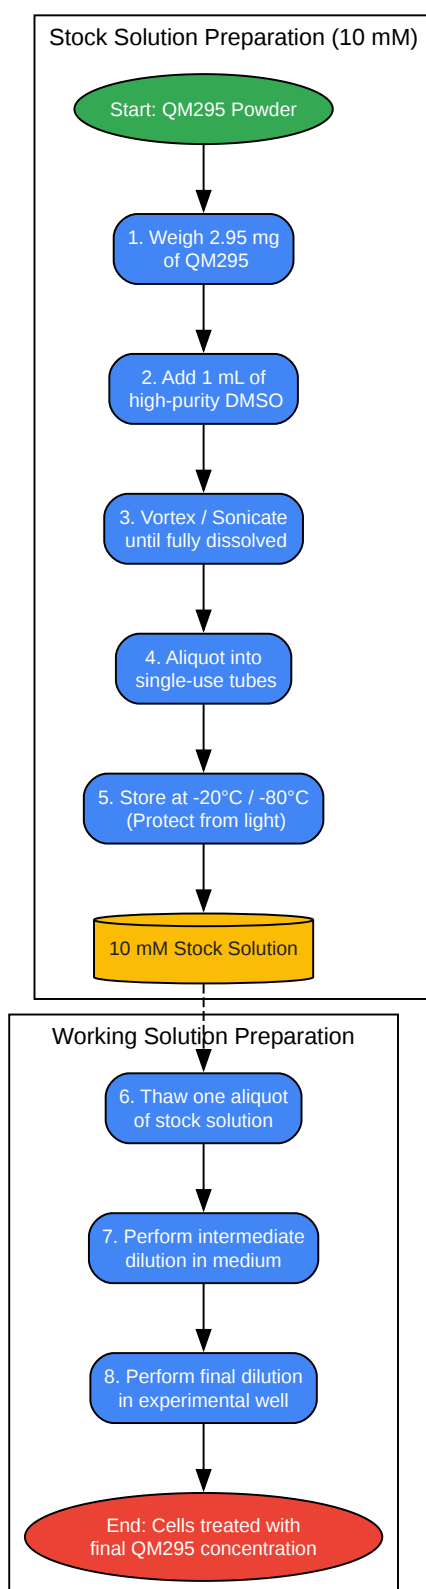 Stock Solution Preparation (10 mM)
Start: QM295 Powder
1. Weigh 2.95 mg
of QM295
2. Add 1 mL of
high-purity DMSO
3. Vortex / Sonicate
until fully dissolved
4. Aliquot into
single-use tubes
5. Store at -20°C / -80°C
(Protect from light)
10 mM Stock Solution
Working Solution Preparation
6. Thaw one aliquot
of stock solution
7. Perform intermediate
dilution in medium
8. Perform final dilution
in experimental well
End: Cells treated with
final QM295 concentration